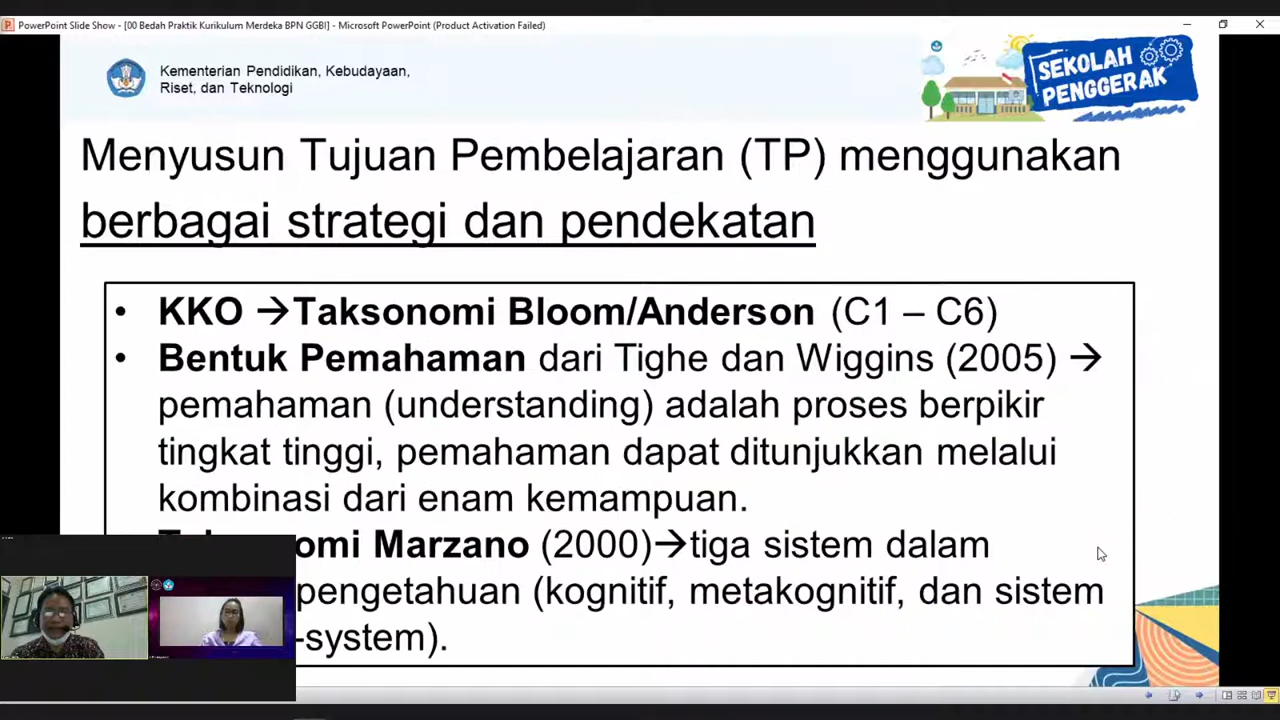 PowerPoint Slide Show - [00 Bedah Praktik Kurikulum Merdeka BPN GGBI] - Microsoft PowerPoint (Product Activation Failed)
Kementerian Pendidikan, Kebudayaan,
Riset, dan Teknologi
SEKOLAH
PENGGERAK
Menyusun Tujuan Pembelajaran (TP) menggunakan
berbagai strategi dan pendekatan
• KKO →Taksonomi Bloom/Anderson (C1 – C6)
• Bentuk Pemahaman dari Tighe dan Wiggins (2005) →
pemahaman (understanding) adalah proses berpikir
tingkat tinggi, pemahaman dapat ditunjukkan melalui
kombinasi dari enam kemampuan.
omi Marzano (2000)→tiga sistem dalam
pengetahuan (kognitif, metakognitif, dan sistem
-system).